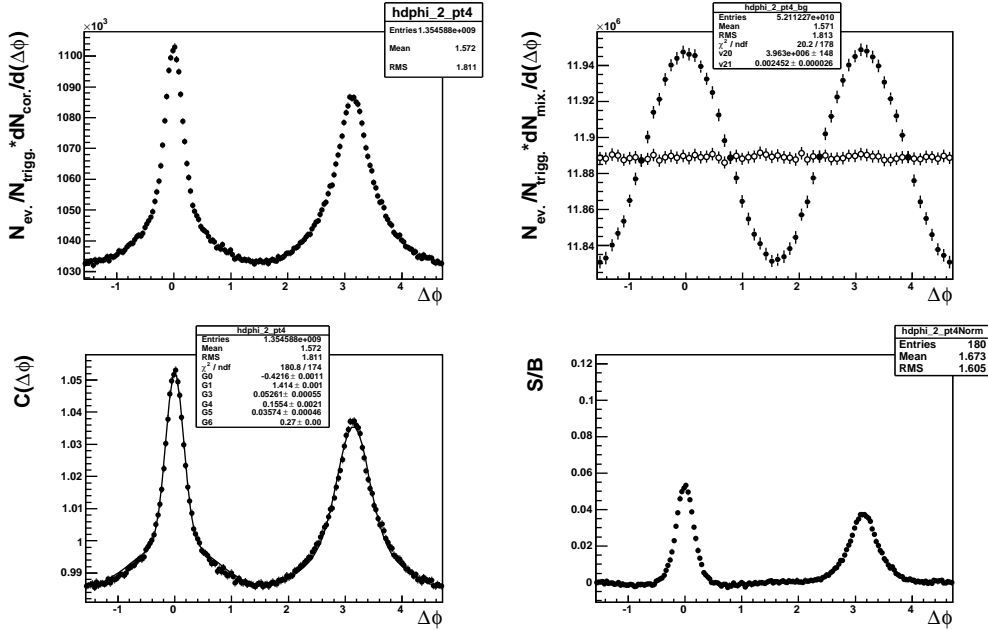 hdphi_2_pt4
Entries 1.354588e+009
Mean 1.572
RMS 1.811
×10³
N_ev./N_trigg.*dN_cor./d(Δϕ)
1100
1090
1080
1070
1060
1050
1040
1030
-1 0 1 2 3 4
Δϕ
hdphi_2_pt4_bg
Entries 5.211227e+010
Mean 1.571
RMS 1.813
χ² / ndf 20.2 / 178
v20 3.963e+006 ± 148
v21 0.002452 ± 0.000026
×10⁶
N_ev./N_trigg.*dN_mix./d(Δϕ)
11.94
11.92
11.9
11.88
11.86
11.84
-1 0 1 2 3 4
Δϕ
hdphi_2_pt4
Entries 1.354588e+009
Mean 1.572
RMS 1.811
χ² / ndf 180.8 / 174
G0 -0.4216 ± 0.0011
G1 1.414 ± 0.001
G3 0.05261 ± 0.00055
G4 0.1554 ± 0.0021
G5 0.03574 ± 0.00046
G6 0.27 ± 0.00
C(Δϕ)
1.05
1.04
1.03
1.02
1.01
1
0.99
-1 0 1 2 3 4
Δϕ
hdphi_2_pt4Norm
Entries 180
Mean 1.673
RMS 1.605
S/B
0.12
0.1
0.08
0.06
0.04
0.02
0
-1 0 1 2 3 4
Δϕ